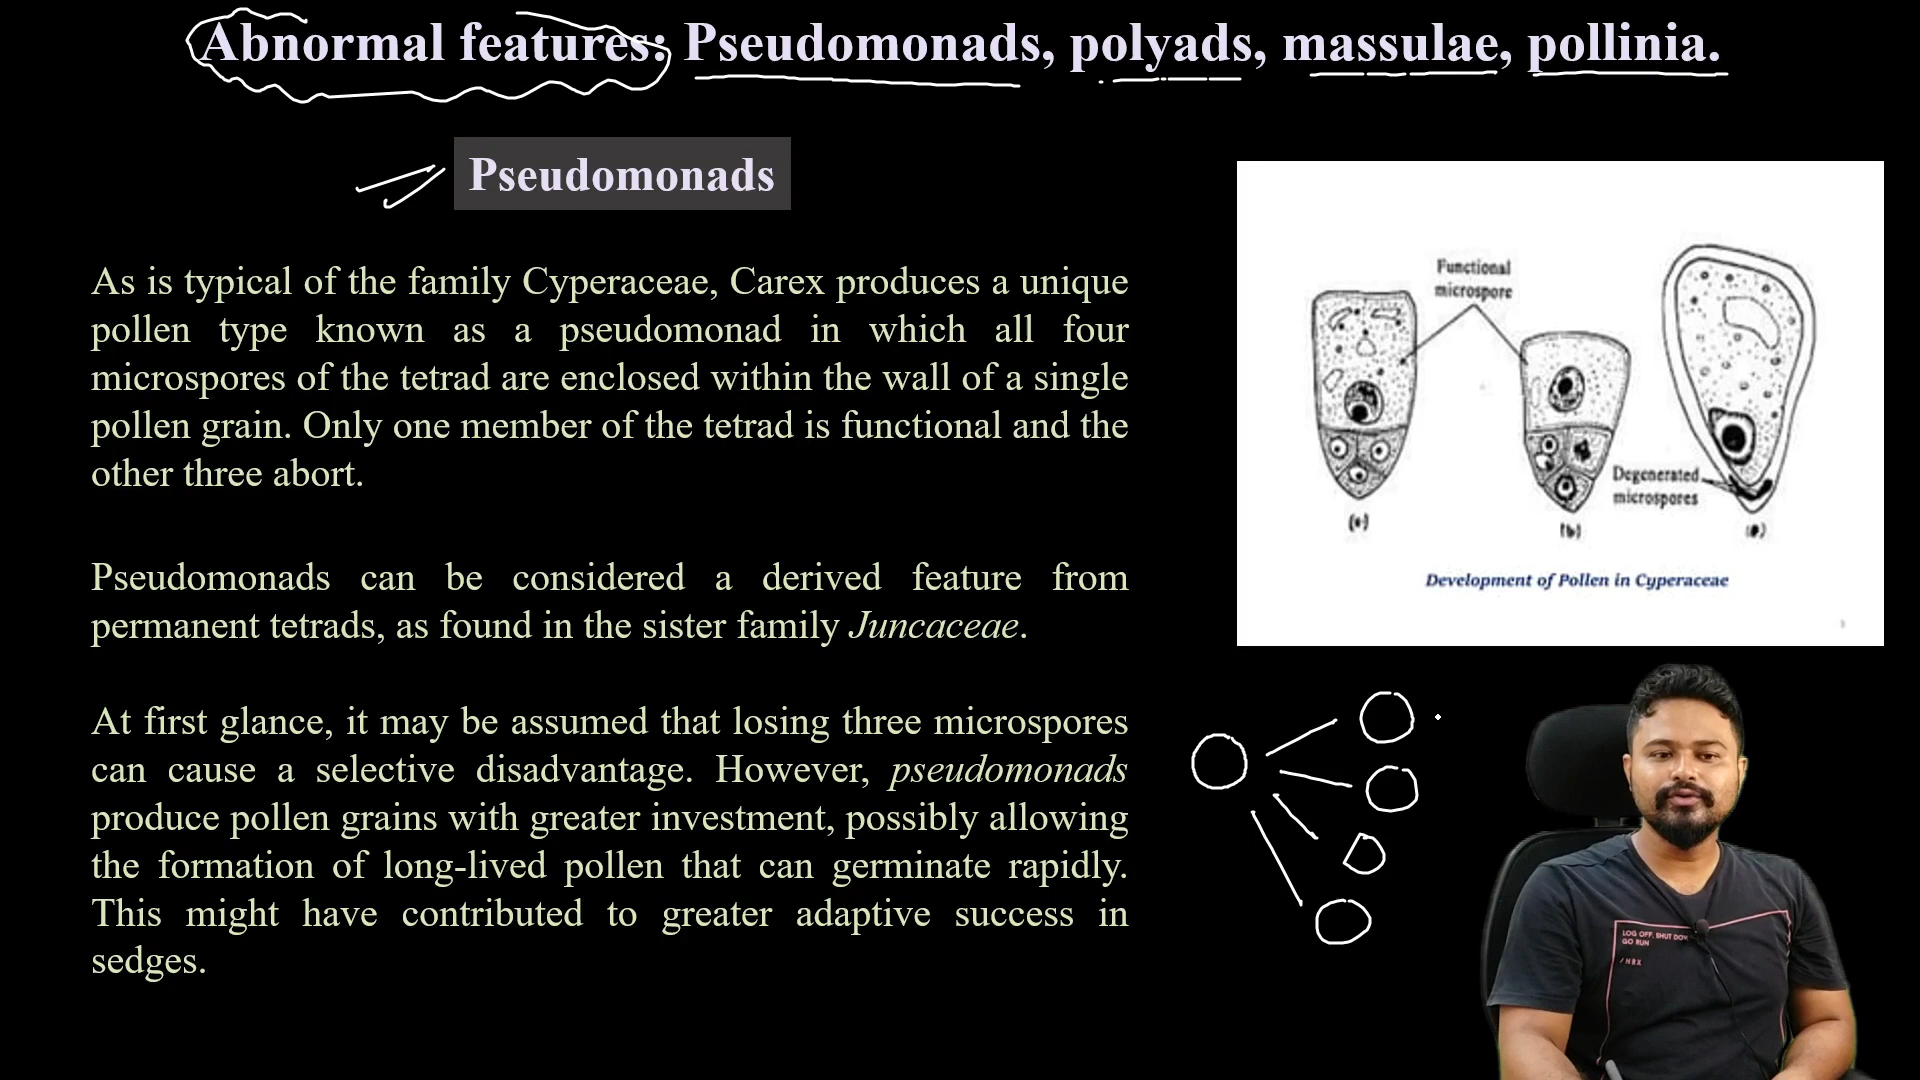 Abnormal features: Pseudomonads, polyads, massulae, pollinia.
Pseudomonads
As is typical of the family Cyperaceae, Carex produces a unique
pollen type known as a pseudomonad in which all four
microspores of the tetrad are enclosed within the wall of a single
pollen grain. Only one member of the tetrad is functional and the
other three abort.
Pseudomonads can be considered a derived feature from
permanent tetrads, as found in the sister family Juncaceae.
At first glance, it may be assumed that losing three microspores
can cause a selective disadvantage. However, pseudomonads
produce pollen grains with greater investment, possibly allowing
the formation of long-lived pollen that can germinate rapidly.
This might have contributed to greater adaptive success in
sedges.
Functional
microspore
Degenerated
microspores
(b)
Development of Pollen in Cyperaceae
LOG OFF. SHUT
GO RUN
/HRX